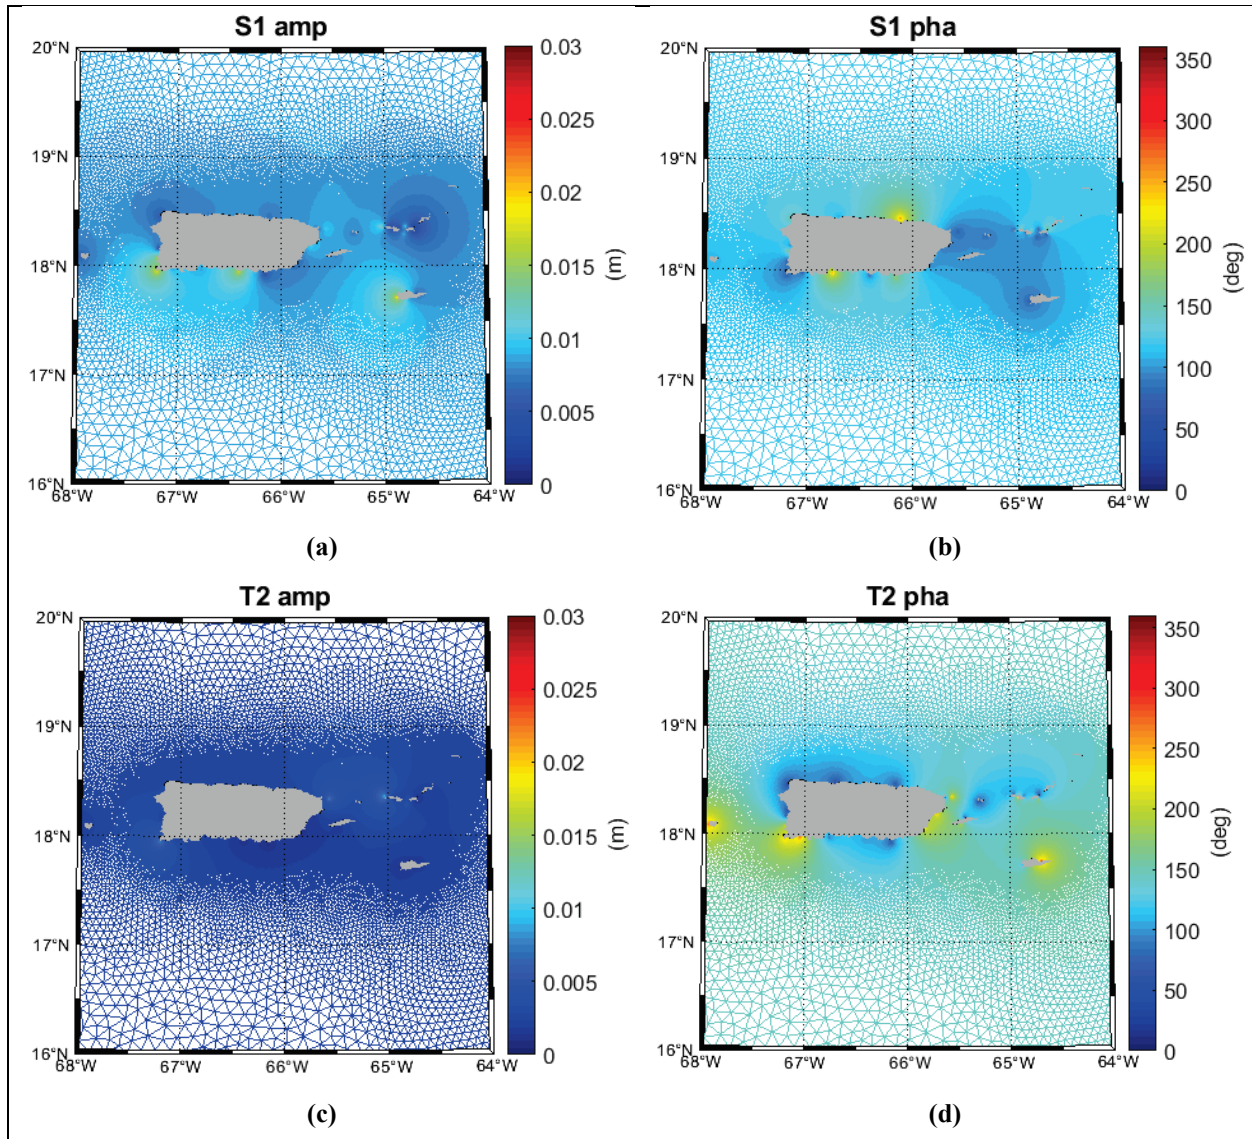 S1 amp
20°N
19°N
18°N
17°N
16°N
68°W
67°W
66°W
65°W
64°W
0.03
0.025
0.02
0.015
0.01
0.005
0
(m)
(a)
S1 pha
20°N
19°N
18°N
17°N
16°N
68°W
67°W
66°W
65°W
64°W
350
300
250
200
150
100
50
0
(deg)
(b)
T2 amp
20°N
19°N
18°N
17°N
16°N
68°W
67°W
66°W
65°W
64°W
0.03
0.025
0.02
0.015
0.01
0.005
0
(m)
(c)
T2 pha
20°N
19°N
18°N
17°N
16°N
68°W
67°W
66°W
65°W
64°W
350
300
250
200
150
100
50
0
(deg)
(d)